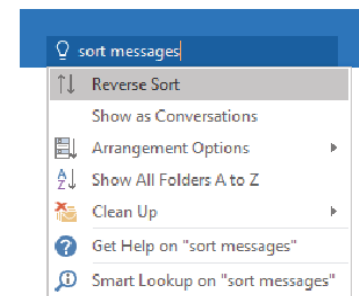 sort messages
Reverse Sort
Show as Conversations
Arrangement Options
Show All Folders A to Z
Clean Up
Get Help on "sort messages"
Smart Lookup on "sort messages"